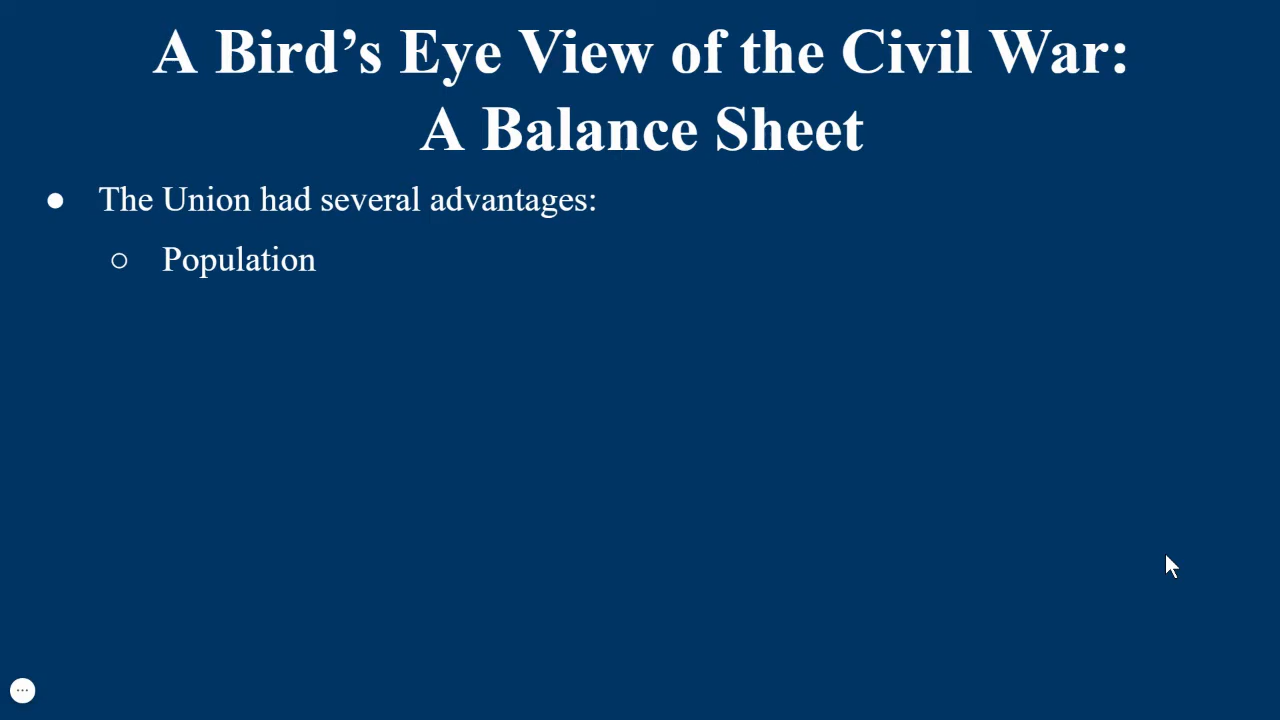 A Bird’s Eye View of the Civil War:
A Balance Sheet
● The Union had several advantages:
○ Population